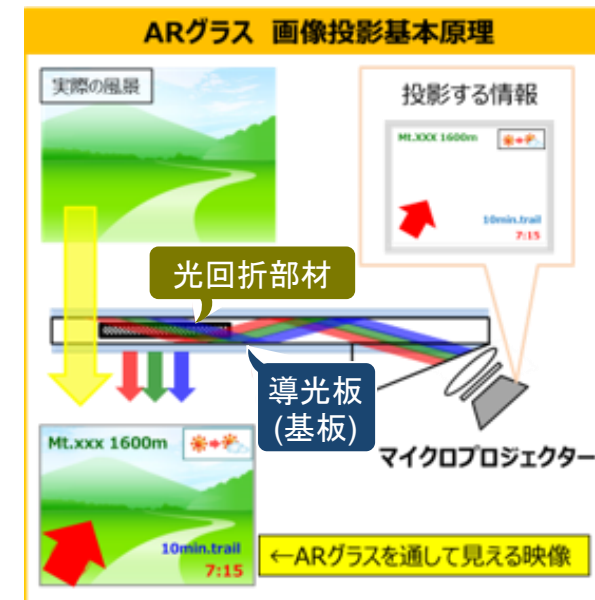 ARグラス 画像投影基本原理
実際の風景
投影する情報
Mt.XXX 1600m
10min.trail
7:15
光回折部材
導光板
(基板)
マイクロプロジェクター
Mt.xxx 1600m
10min.trail
7:15
←ARグラスを通して見える映像